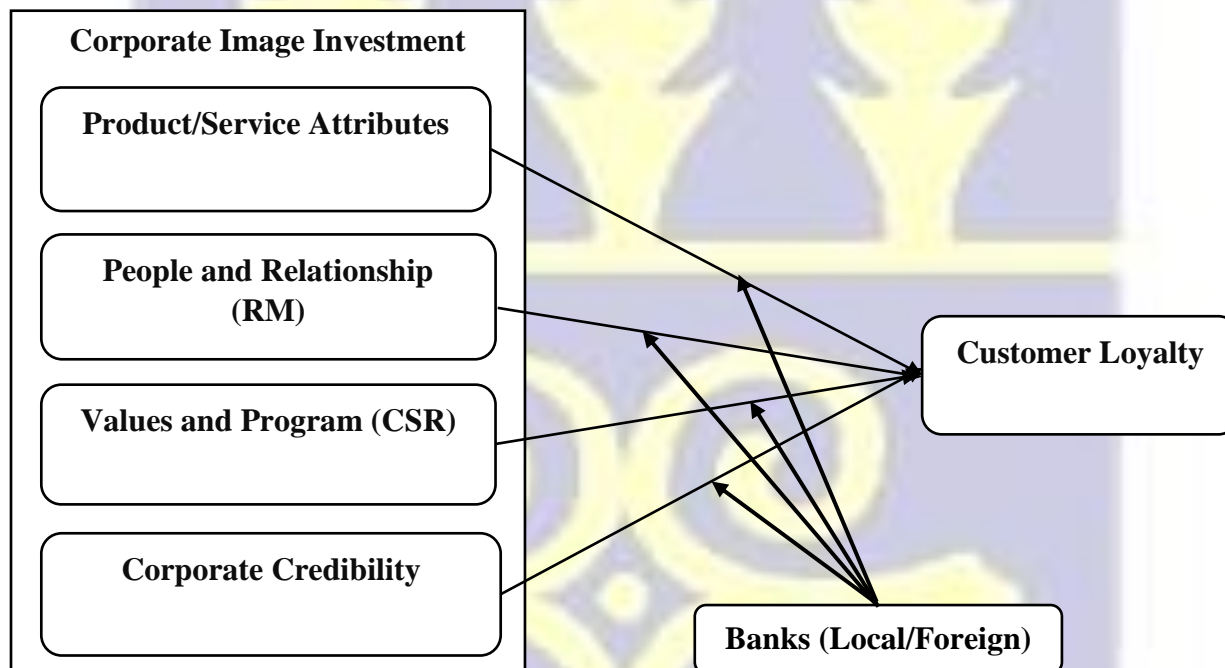 Corporate Image Investment
Product/Service Attributes
People and Relationship
(RM)
Values and Program (CSR)
Corporate Credibility
Customer Loyalty
Banks (Local/Foreign)